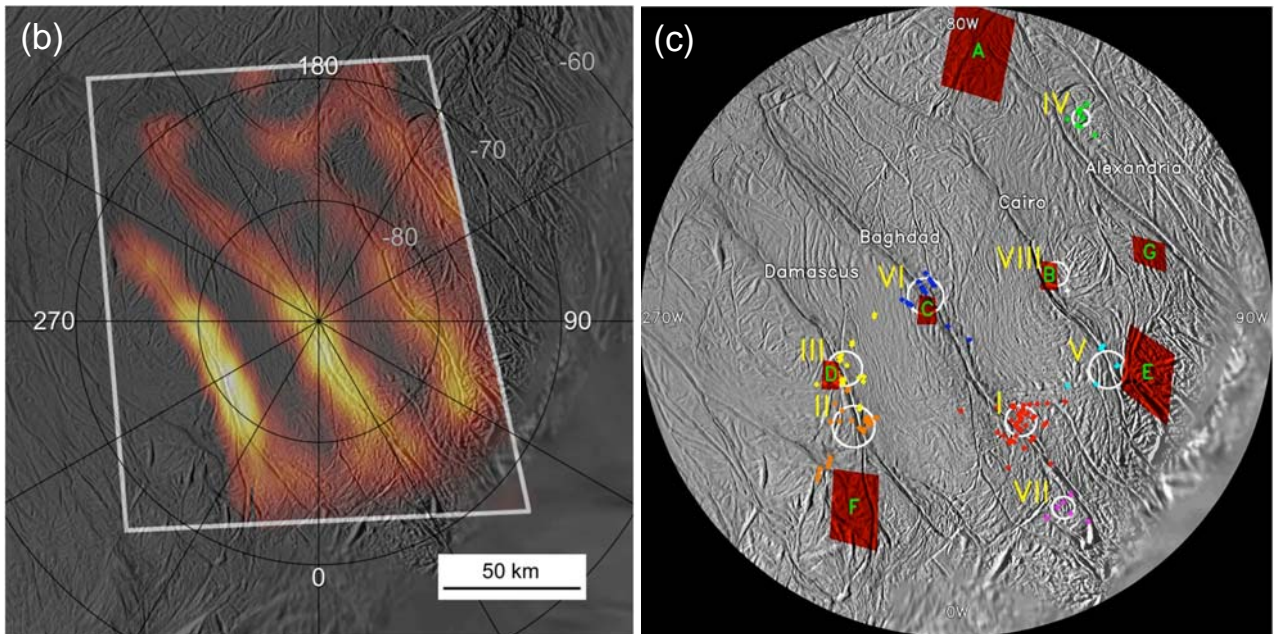 (b)
180
-60
-70
-80
270
90
0
50 km
(c)
180W
A
IV
Alexandria
Cairo
Baghdad
Damascus
VI
VIII
B
G
C
270W
90W
III
D
V
E
II
I
F
VII
0W